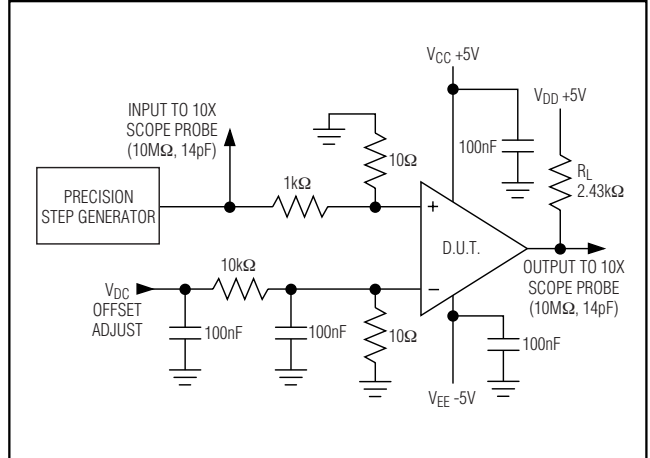 V_CC +5V
V_DD +5V
INPUT TO 10X
SCOPE PROBE
(10MΩ, 14pF)
100nF
10Ω
R_L
2.43kΩ
PRECISION
STEP GENERATOR
1kΩ
+
D.U.T.
–
OUTPUT TO 10X
SCOPE PROBE
(10MΩ, 14pF)
V_DC
OFFSET
ADJUST
10kΩ
100nF
100nF
10Ω
100nF
V_EE -5V